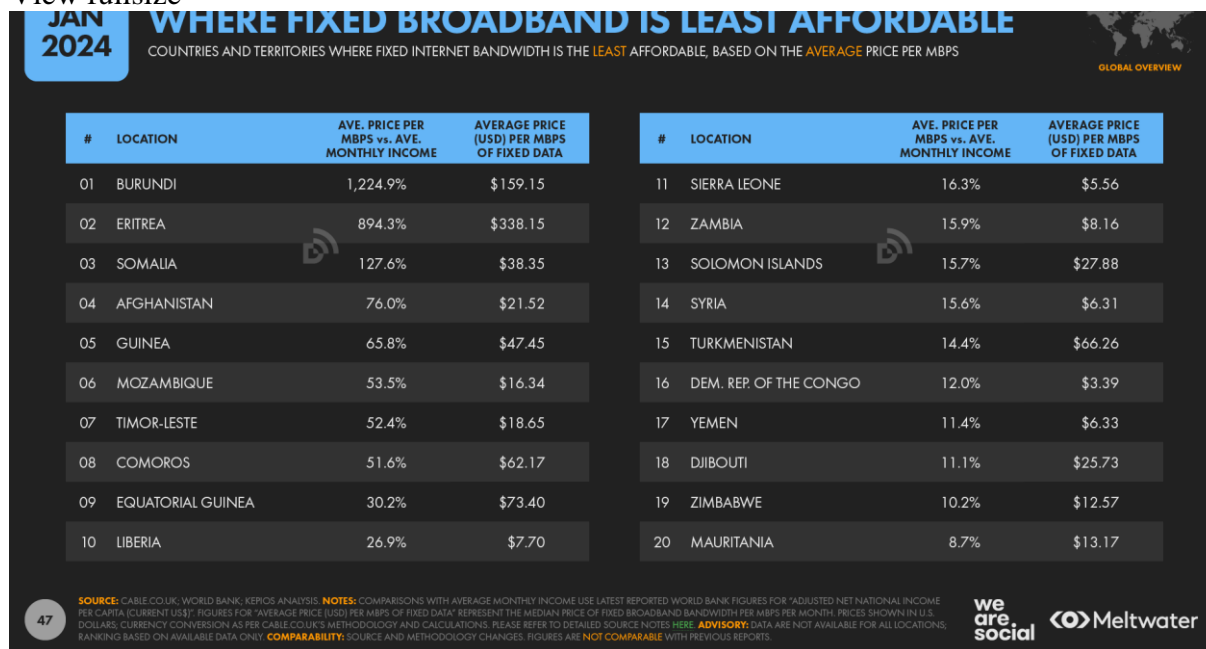 View fullsize
JAN
2024
WHERE FIXED BROADBAND IS LEAST AFFORDABLE
COUNTRIES AND TERRITORIES WHERE FIXED INTERNET BANDWIDTH IS THE LEAST AFFORDABLE, BASED ON THE AVERAGE PRICE PER MBPS
GLOBAL OVERVIEW
# LOCATION AVE. PRICE PER MBPS vs. AVE. MONTHLY INCOME AVERAGE PRICE (USD) PER MBPS OF FIXED DATA
01 BURUNDI 1,224.9% $159.15
02 ERITREA 894.3% $338.15
03 SOMALIA 127.6% $38.35
04 AFGHANISTAN 76.0% $21.52
05 GUINEA 65.8% $47.45
06 MOZAMBIQUE 53.5% $16.34
07 TIMOR-LESTE 52.4% $18.65
08 COMOROS 51.6% $62.17
09 EQUATORIAL GUINEA 30.2% $73.40
10 LIBERIA 26.9% $7.70
# LOCATION AVE. PRICE PER MBPS vs. AVE. MONTHLY INCOME AVERAGE PRICE (USD) PER MBPS OF FIXED DATA
11 SIERRA LEONE 16.3% $5.56
12 ZAMBIA 15.9% $8.16
13 SOLOMON ISLANDS 15.7% $27.88
14 SYRIA 15.6% $6.31
15 TURKMENISTAN 14.4% $66.26
16 DEM. REP. OF THE CONGO 12.0% $3.39
17 YEMEN 11.4% $6.33
18 DJIBOUTI 11.1% $25.73
19 ZIMBABWE 10.2% $12.57
20 MAURITANIA 8.7% $13.17
47
SOURCE: CABLE.CO.UK; WORLD BANK; KEPIOS ANALYSIS. NOTES: COMPARISONS WITH AVERAGE MONTHLY INCOME USE LATEST REPORTED WORLD BANK FIGURES FOR "ADJUSTED NET NATIONAL INCOME
PER CAPITA (CURRENT US$)". FIGURES FOR "AVERAGE PRICE (USD) PER MBPS OF FIXED DATA" REPRESENT THE MEDIAN PRICE OF FIXED BROADBAND BANDWIDTH PER MBPS PER MONTH. PRICES SHOWN IN U.S.
DOLLARS; CURRENCY CONVERSION AS PER CABLE.CO.UK'S METHODOLOGY AND CALCULATIONS. PLEASE REFER TO DETAILED SOURCE NOTES HERE. ADVISORY: DATA ARE NOT AVAILABLE FOR ALL LOCATIONS;
RANKING BASED ON AVAILABLE DATA ONLY. COMPARABILITY: SOURCE AND METHODOLOGY CHANGES. FIGURES ARE NOT COMPARABLE WITH PREVIOUS REPORTS.
we
are.
social
Meltwater